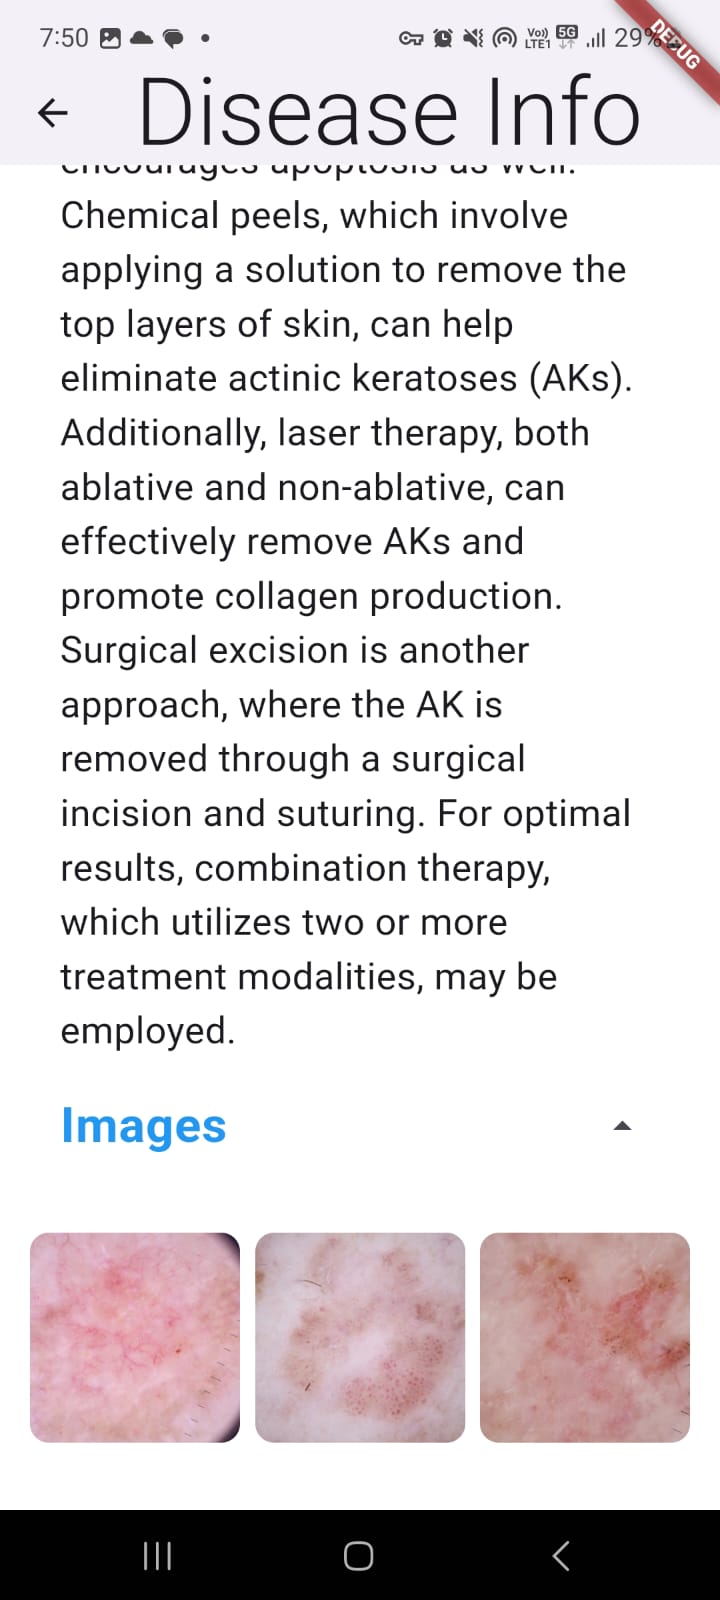 7:50
Vo)) 5G
LTE1 29%
DEBUG
Disease Info
encourages apoptosis as well.
Chemical peels, which involve
applying a solution to remove the
top layers of skin, can help
eliminate actinic keratoses (AKs).
Additionally, laser therapy, both
ablative and non-ablative, can
effectively remove AKs and
promote collagen production.
Surgical excision is another
approach, where the AK is
removed through a surgical
incision and suturing. For optimal
results, combination therapy,
which utilizes two or more
treatment modalities, may be
employed.
Images